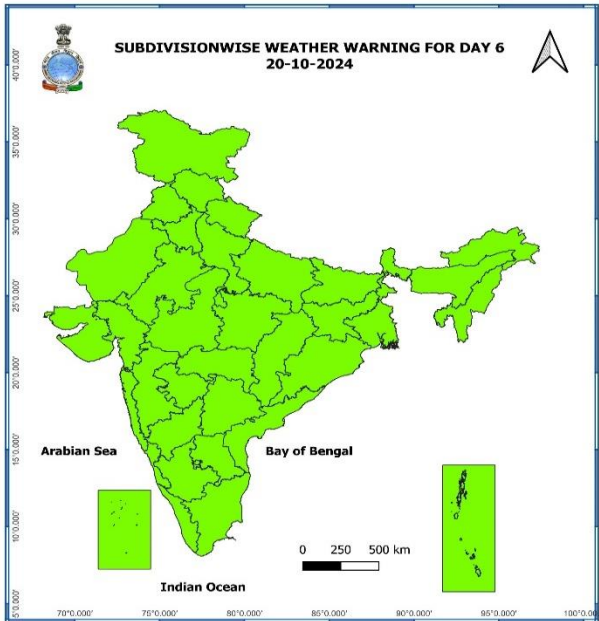 SUBDIVISIONWISE WEATHER WARNING FOR DAY 6
20-10-2024
40°0.000'
35°0.000'
30°0.000'
25°0.000'
20°0.000'
15°0.000'
10°0.000'
5°0.000'
Arabian Sea
Bay of Bengal
0 250 500 km
Indian Ocean
70°0.000' 75°0.000' 80°0.000' 85°0.000' 90°0.000' 95°0.000' 100°0.0